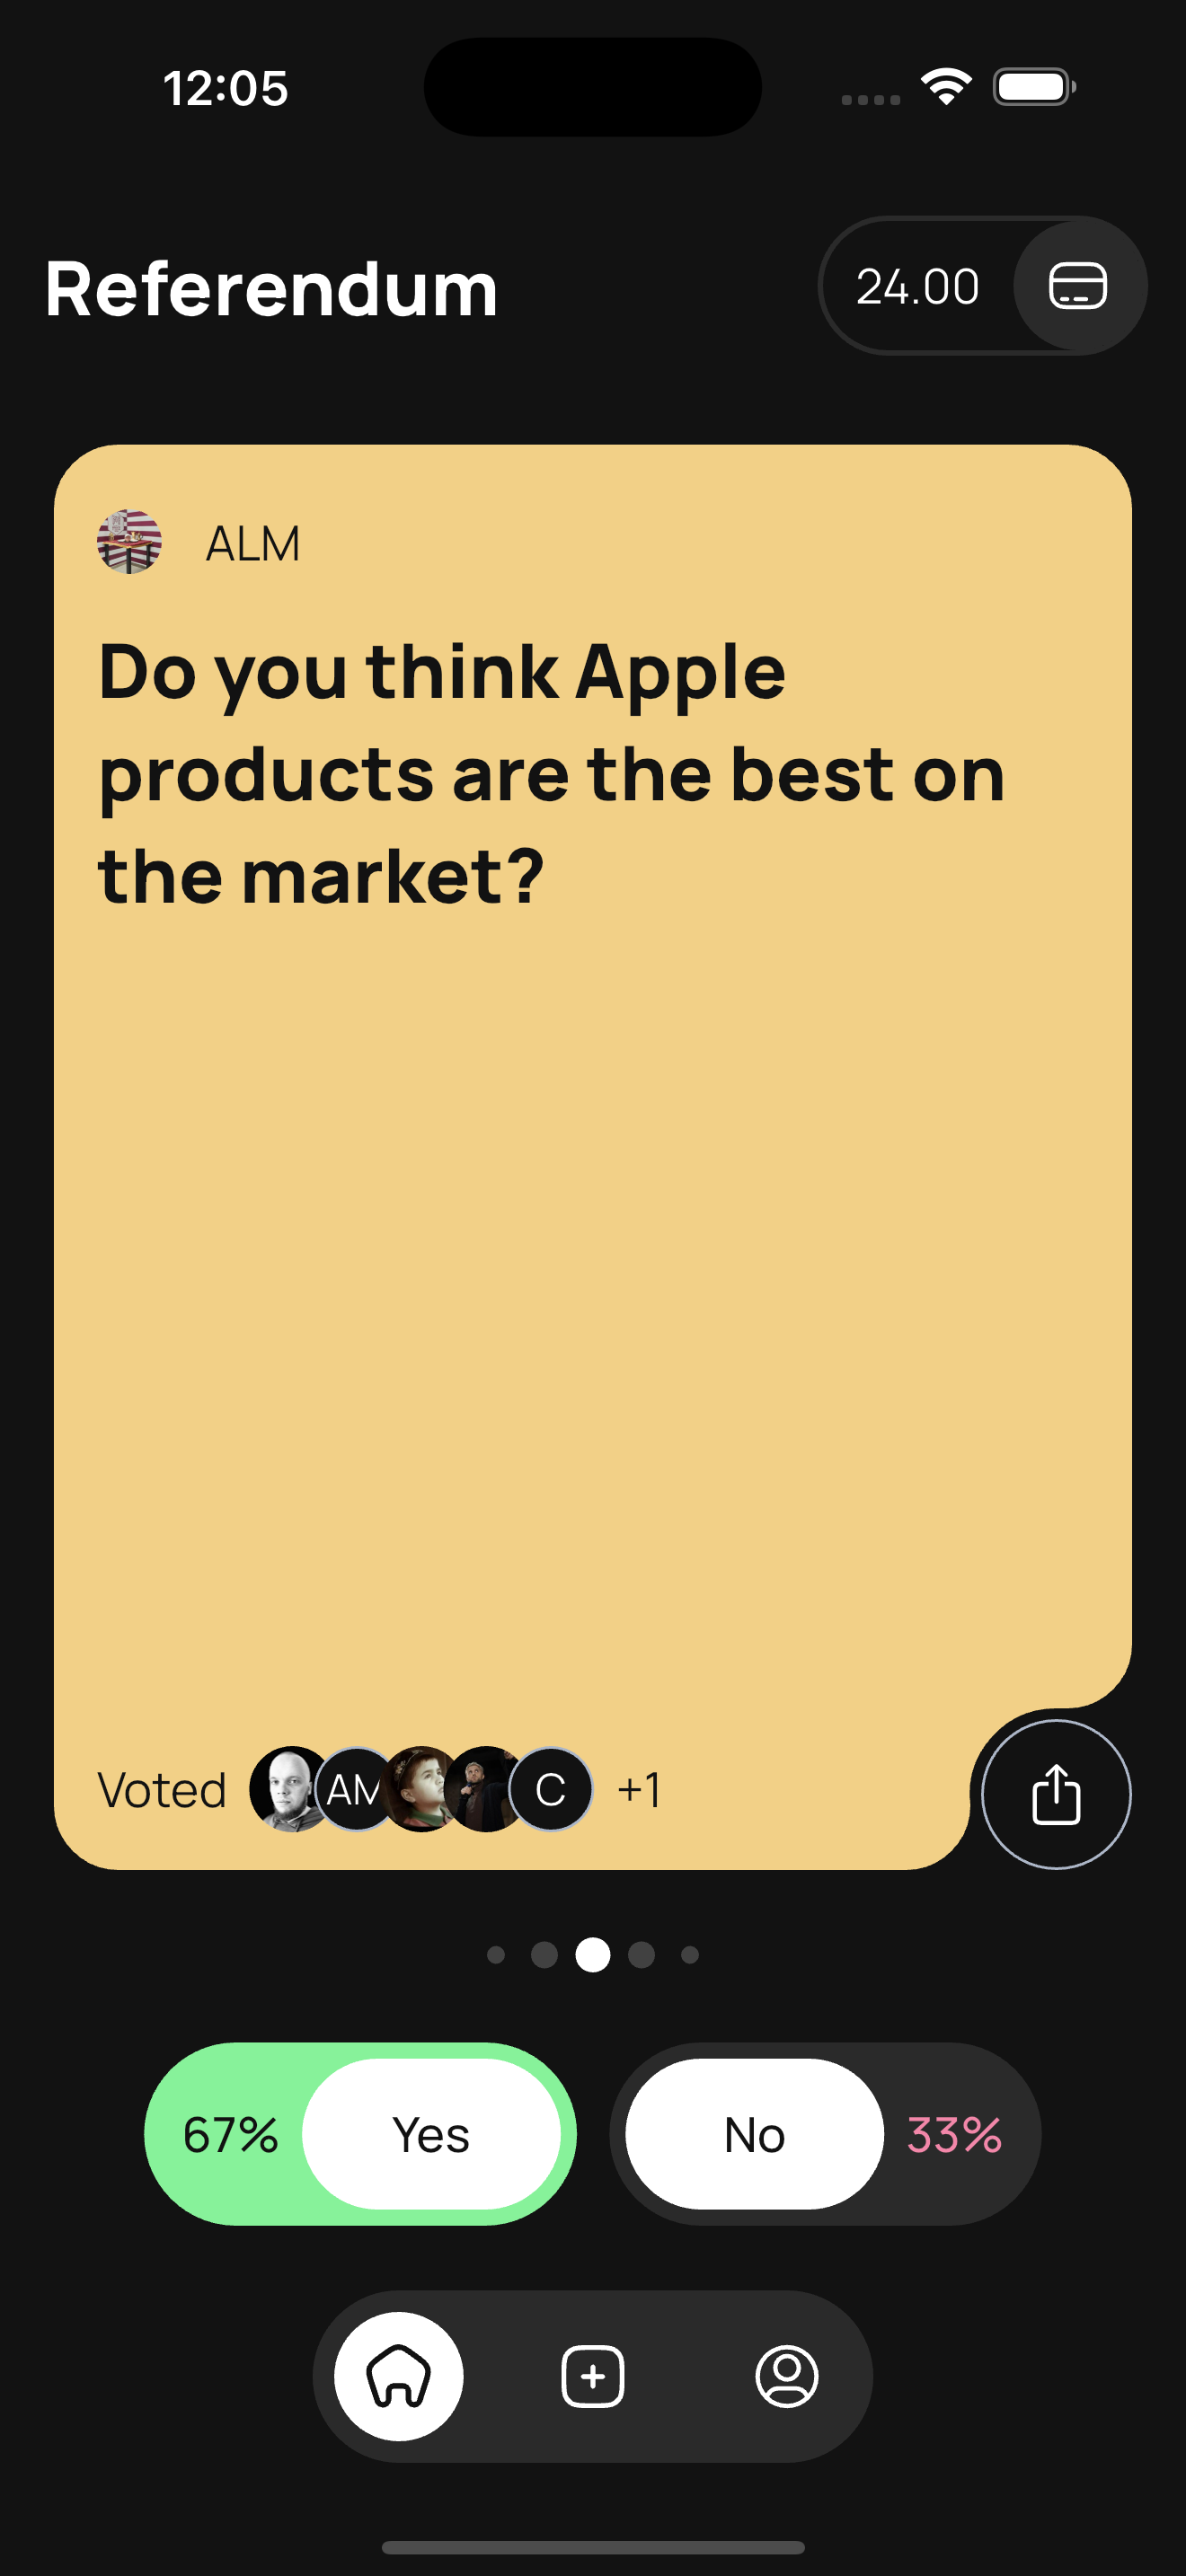 12:05
Referendum
24.00
ALM
Do you think Apple
products are the best on
the market?
Voted AM C +1
67% Yes No 33%